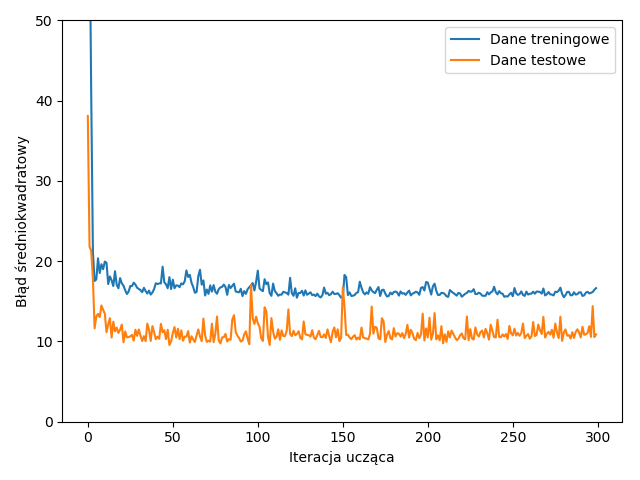 50
40
30
20
10
0
Błąd średniokwadratowy
Dane treningowe
Dane testowe
0 50 100 150 200 250 300
Iteracja ucząca